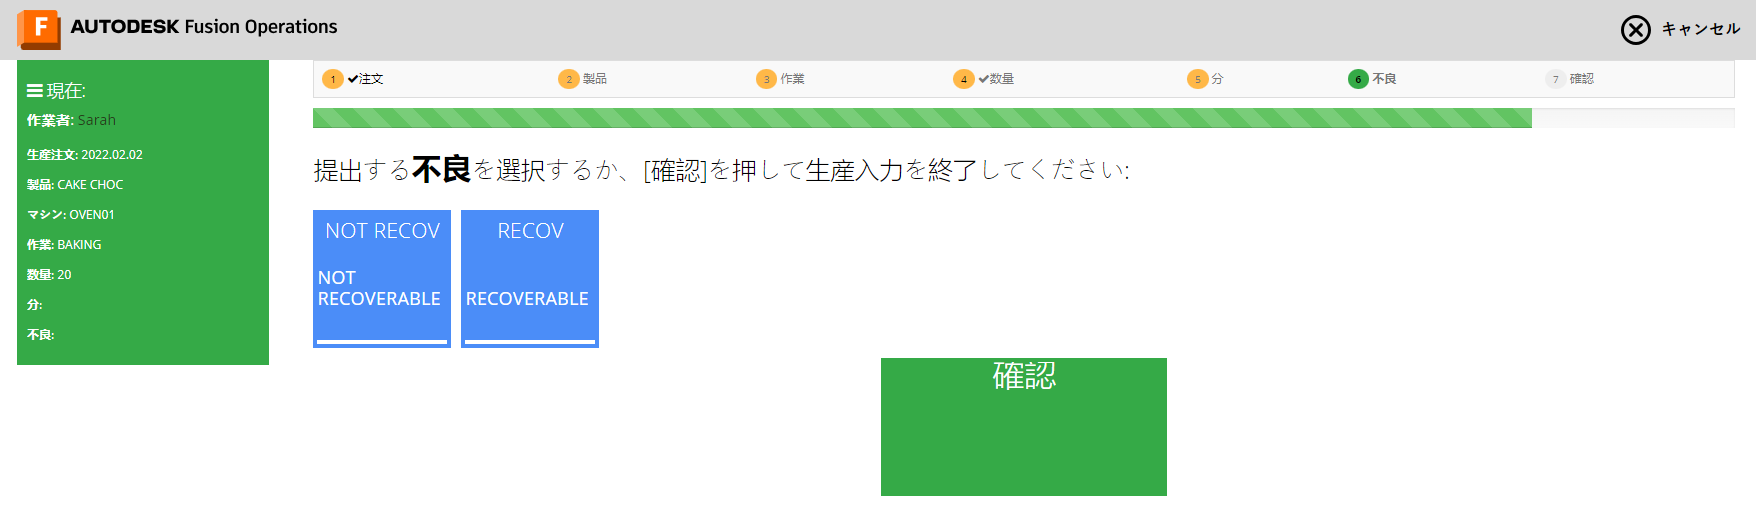 F AUTODESK Fusion Operations
キャンセル
現在:
作業者: Sarah
生産注文: 2022.02.02
製品: CAKE CHOC
マシン: OVEN01
作業: BAKING
数量: 20
分:
不良:
1 注文
2 製品
3 作業
4 数量
5 分
6 不良
7 確認
提出する不良を選択するか、[確認]を押して生産入力を終了してください:
NOT RECOV
NOT
RECOVERABLE
RECOV
RECOVERABLE
確認